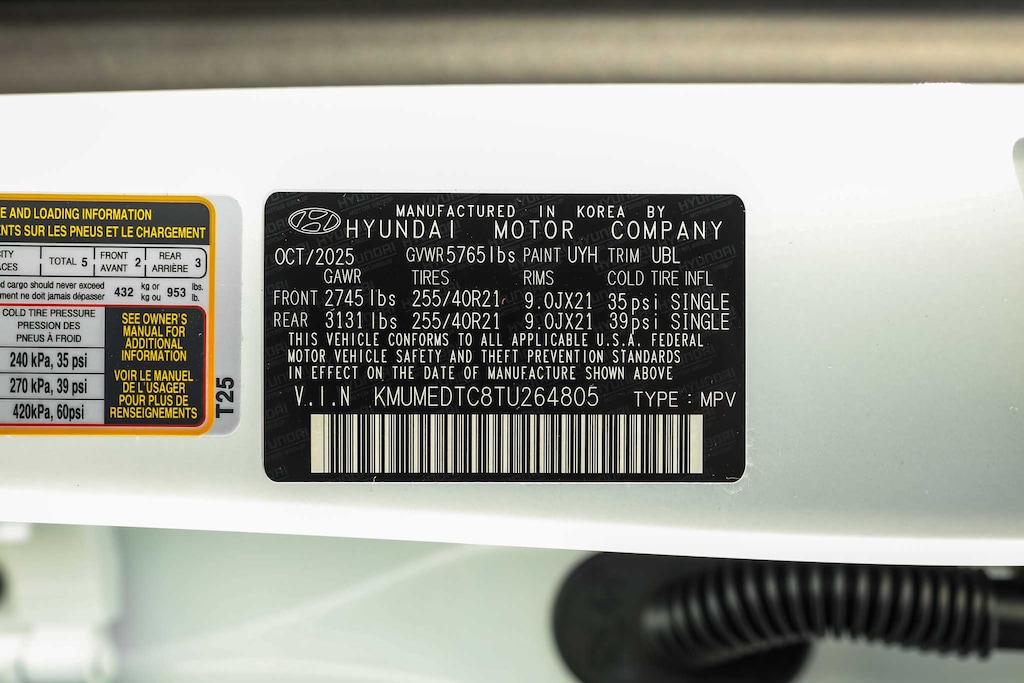 E AND LOADING INFORMATION
ENTS SUR LES PNEUS ET LE CHARGEMENT
CITY
ACES
TOTAL 5
FRONT
AVANT 2
REAR
ARRIÈRE 3
d cargo should never exceed
ment ne doit jamais dépasser
432 kg or kg ou 953 lbs. lb.
COLD TIRE PRESSURE
PRESSION DES
PNEUS À FROID
240 kPa, 35 psi
270 kPa, 39 psi
420kPa, 60psi
SEE OWNER'S
MANUAL FOR
ADDITIONAL
INFORMATION
VOIR LE MANUEL
DE L'USAGER
POUR PLUS DE
RENSEIGNEMENTS
T25
MANUFACTURED IN KOREA BY
HYUNDAI MOTOR COMPANY
OCT/2025 GVWR 5765 lbs PAINT UYH TRIM UBL
GAWR TIRES RIMS COLD TIRE INFL
FRONT 2745 lbs 255/40R21 9.0JX21 35psi SINGLE
REAR 3131 lbs 255/40R21 9.0JX21 39psi SINGLE
THIS VEHICLE CONFORMS TO ALL APPLICABLE U.S.A. FEDERAL
MOTOR VEHICLE SAFETY AND THEFT PREVENTION STANDARDS
IN EFFECT ON THE DATE OF MANUFACTURE SHOWN ABOVE
V.I.N KMUMEDTC8TU264805 TYPE : MPV